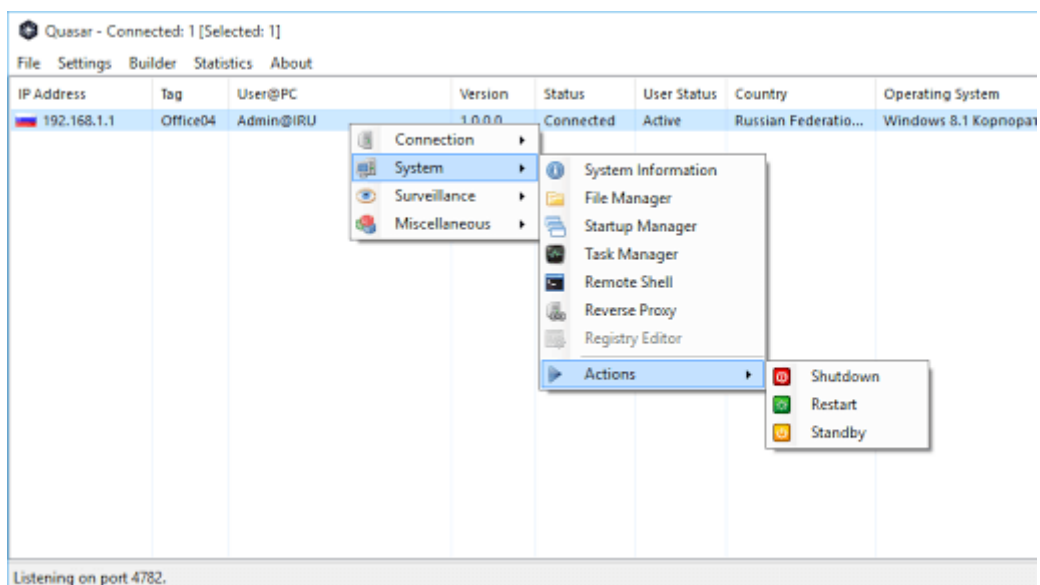 Quasar - Connected: 1 [Selected: 1]
File Settings Builder Statistics About
IP Address Tag User@PC Version Status User Status Country Operating System
192.168.1.1 Office04 Admin@IRU 1.0.0.0 Connected Active Russian Federatio... Windows 8.1 Корпорат
Connection
System
Surveillance
Miscellaneous
System Information
File Manager
Startup Manager
Task Manager
Remote Shell
Reverse Proxy
Registry Editor
Actions
Shutdown
Restart
Standby
Listening on port 4782.